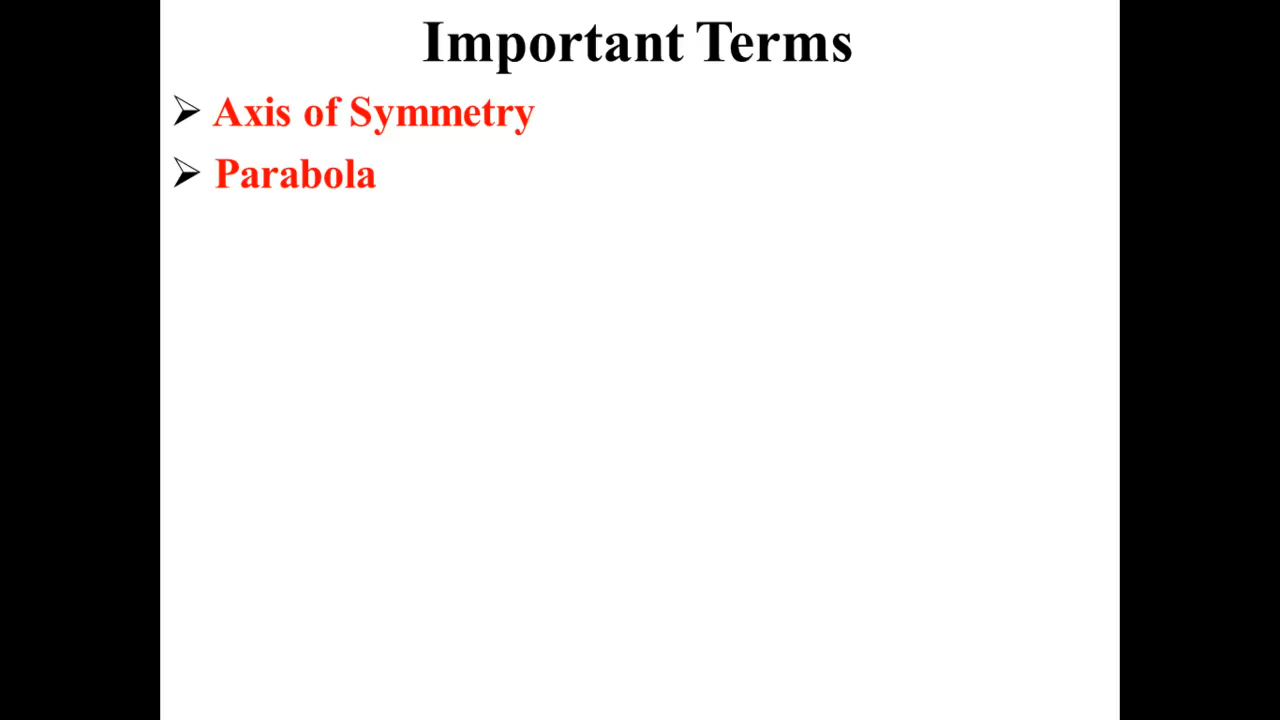 Important Terms
➢ Axis of Symmetry
➢ Parabola